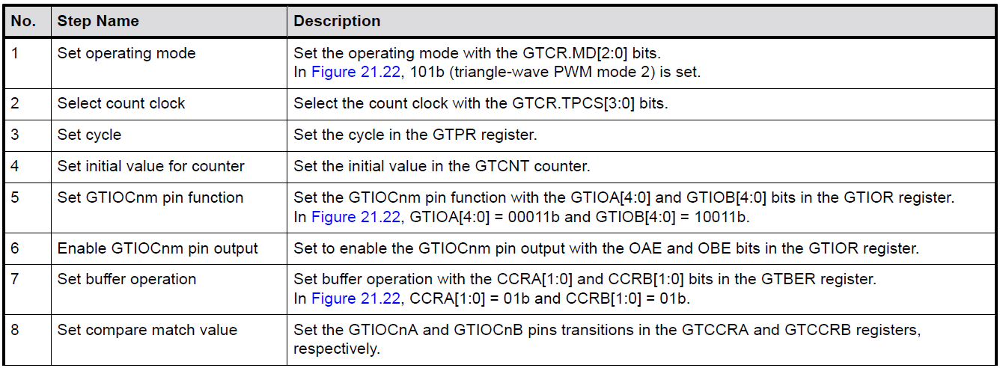 No. Step Name Description
1 Set operating mode Set the operating mode with the GTCR.MD[2:0] bits.
In Figure 21.22, 101b (triangle-wave PWM mode 2) is set.
2 Select count clock Select the count clock with the GTCR.TPCS[3:0] bits.
3 Set cycle Set the cycle in the GTPR register.
4 Set initial value for counter Set the initial value in the GTCNT counter.
5 Set GTIOCnm pin function Set the GTIOCnm pin function with the GTIOA[4:0] and GTIOB[4:0] bits in the GTIOR register.
In Figure 21.22, GTIOA[4:0] = 00011b and GTIOB[4:0] = 10011b.
6 Enable GTIOCnm pin output Set to enable the GTIOCnm pin output with the OAE and OBE bits in the GTIOR register.
7 Set buffer operation Set buffer operation with the CCRA[1:0] and CCRB[1:0] bits in the GTBER register.
In Figure 21.22, CCRA[1:0] = 01b and CCRB[1:0] = 01b.
8 Set compare match value Set the GTIOCnA and GTIOCnB pins transitions in the GTCCRA and GTCCRB registers,
respectively.